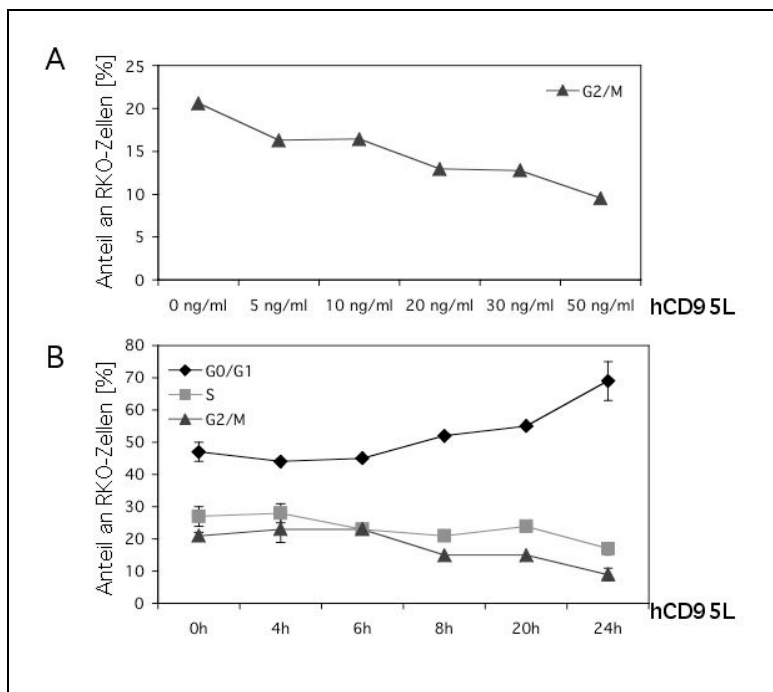 A
Anteil an RKO-Zellen [%]
25
20
15
10
5
0
G2/M
0 ng/ml 5 ng/ml 10 ng/ml 20 ng/ml 30 ng/ml 50 ng/ml hCD95L
B
Anteil an RKO-Zellen [%]
80
70
60
50
40
30
20
10
0
G0/G1
S
G2/M
0h 4h 6h 8h 20h 24h hCD95L